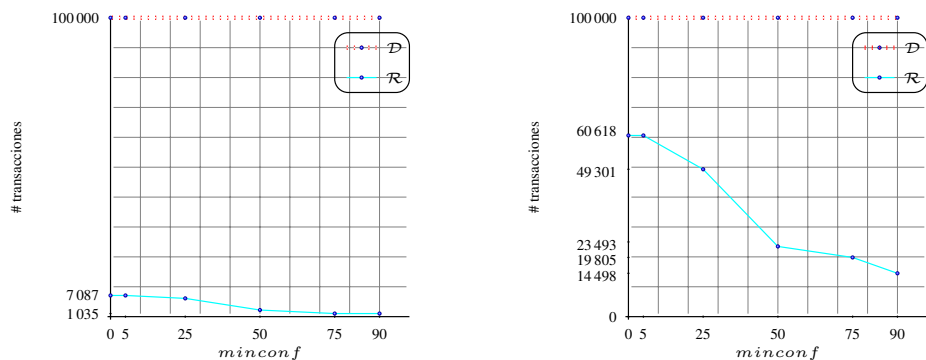 100 000
𝒟
ℛ
# transacciones
7 087
1 035
0 5 25 50 75 90
minconf
100 000
𝒟
ℛ
# transacciones
60 618
49 301
23 493
19 805
14 498
0
0 5 25 50 75 90
minconf